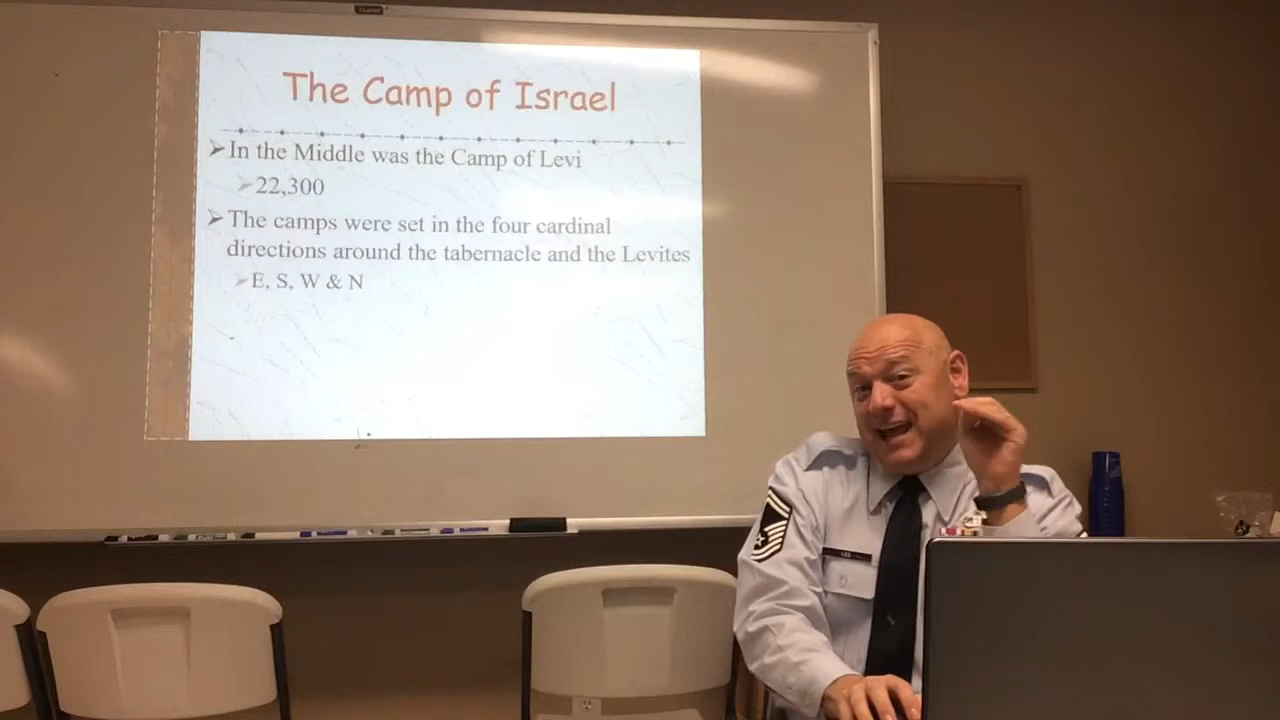 The Camp of Israel
In the Middle was the Camp of Levi
22,300
The camps were set in the four cardinal
directions around the tabernacle and the Levites
E, S, W & N
LEE